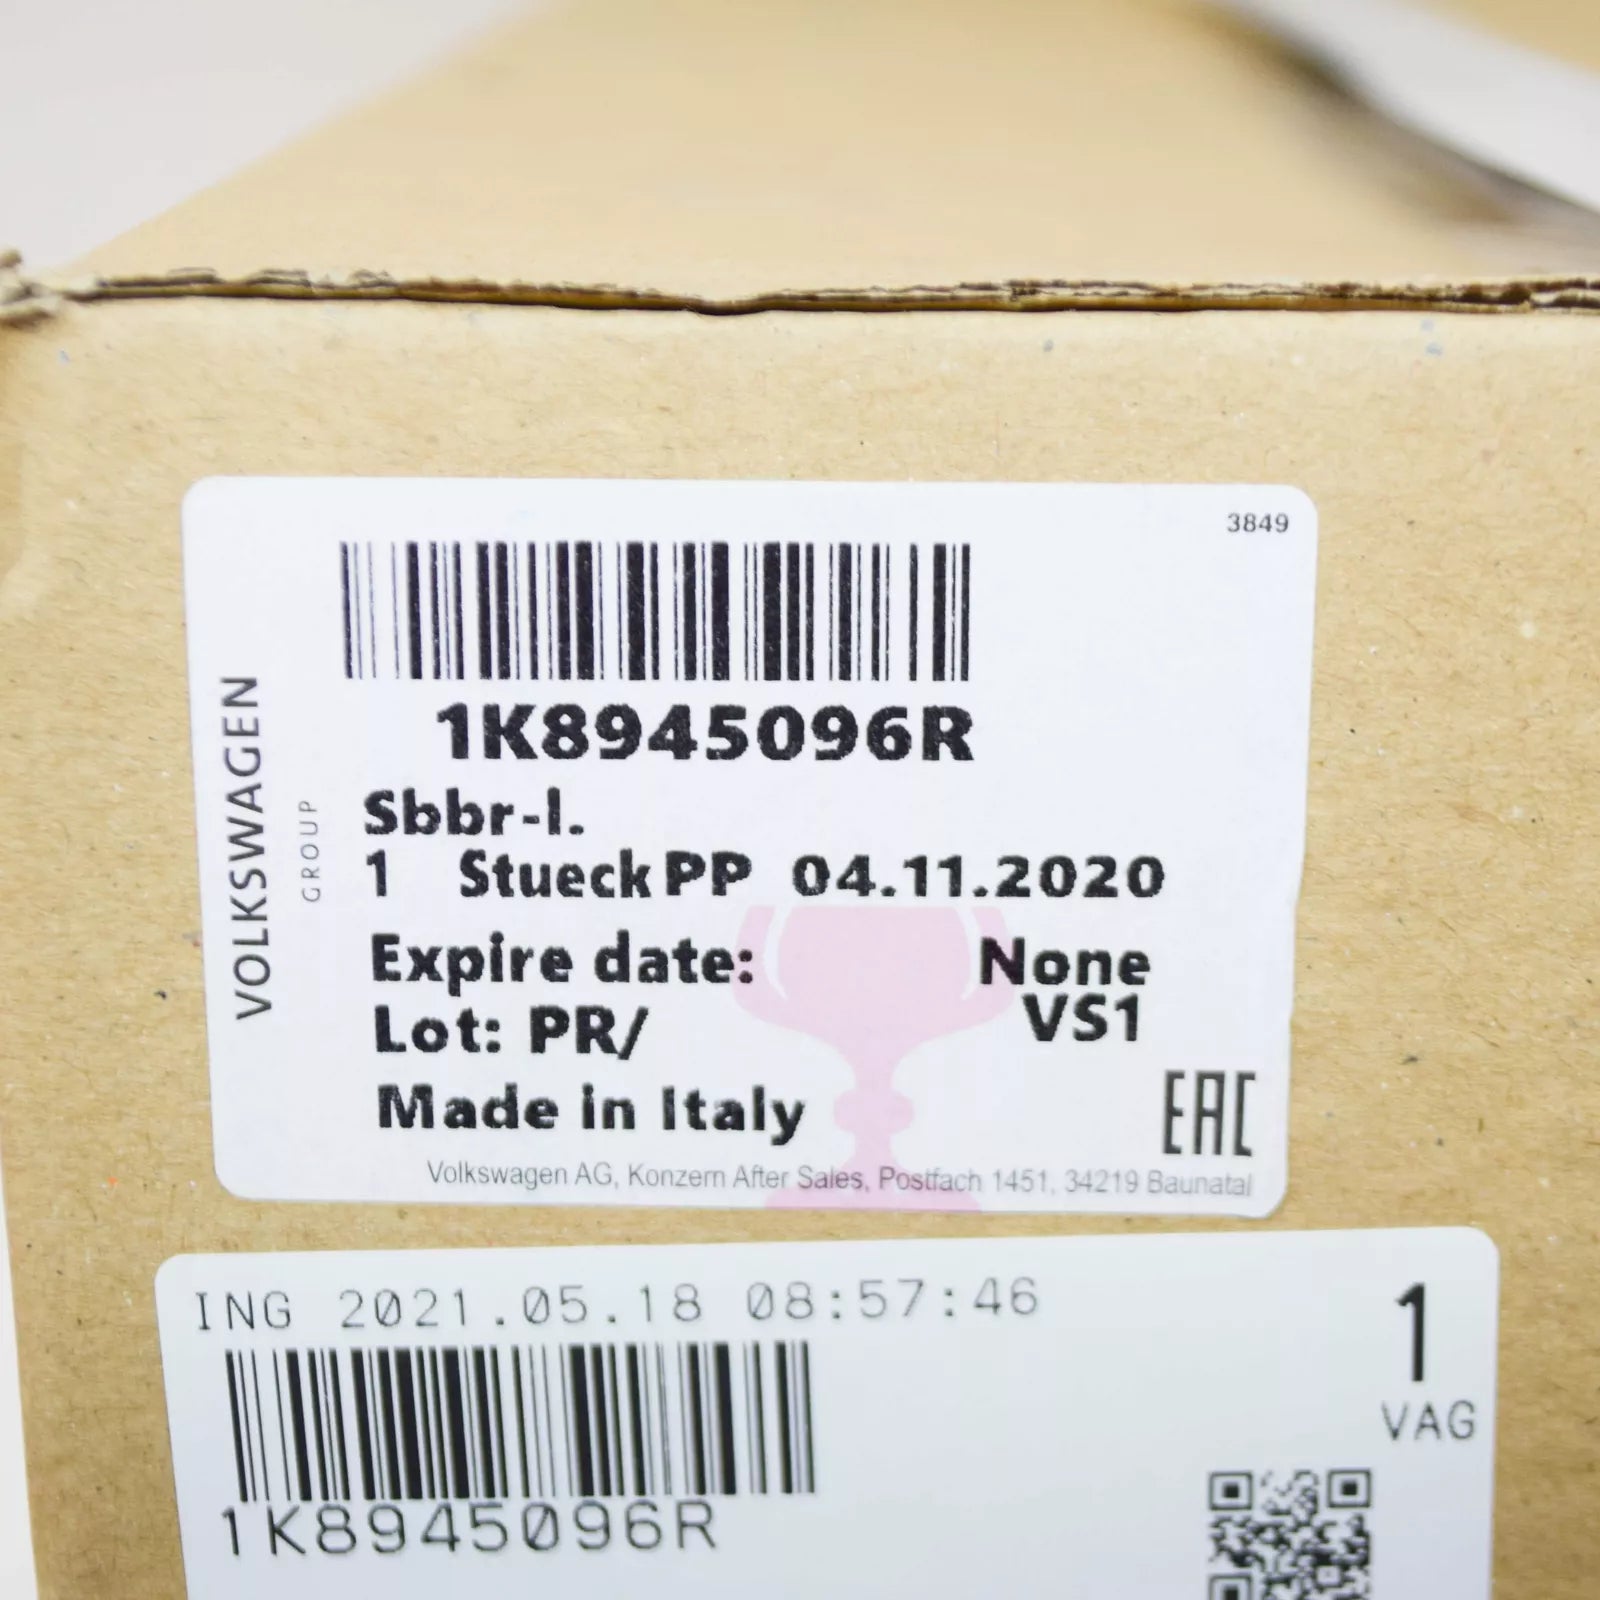 3849
1K8945096R
VOLKSWAGEN
GROUP
Sbbr-l.
1 Stueck PP 04.11.2020
Expire date: None
Lot: PR/ VS1
Made in Italy
EAC
Volkswagen AG, Konzern After Sales, Postfach 1451, 34219 Baunatal
ING 2021.05.18 08:57:46
1
VAG
1K8945096R